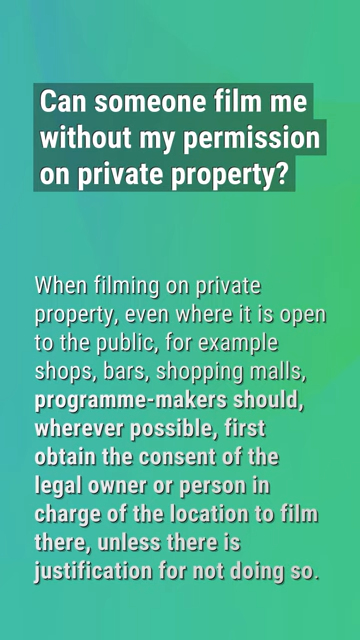 Can someone film me
without my permission
on private property?
When filming on private
property, even where it is open
to the public, for example
shops, bars, shopping malls,
programme-makers should,
wherever possible, first
obtain the consent of the
legal owner or person in
charge of the location to film
there, unless there is
justification for not doing so.